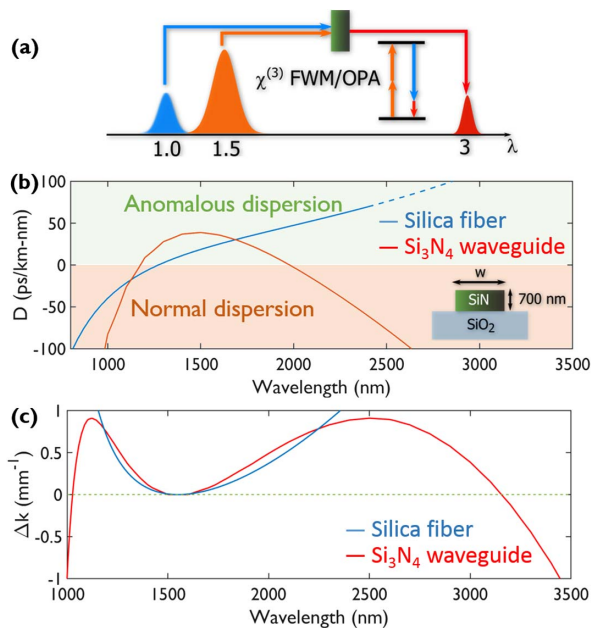 (a)
χ(3) FWM/OPA
1.0
1.5
3
λ
(b)
100
50
0
-50
-100
D (ps/km-nm)
Anomalous dispersion
Normal dispersion
Silica fiber
Si₃N₄ waveguide
w
SiN
700 nm
SiO₂
1000
1500
2000
2500
3000
3500
Wavelength (nm)
(c)
1
0.5
0
-0.5
-1
Δk (mm⁻¹)
Silica fiber
Si₃N₄ waveguide
1000
1500
2000
2500
3000
3500
Wavelength (nm)